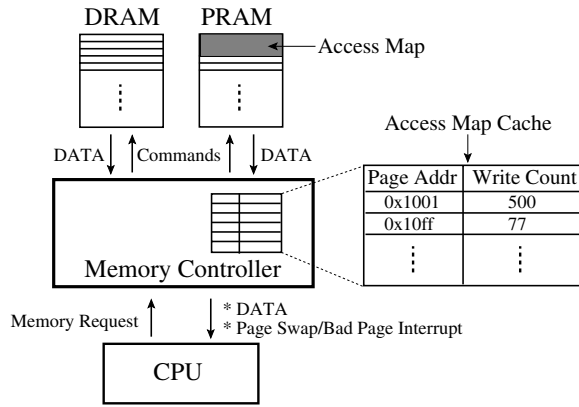 DRAM
PRAM
Access Map
DATA
Commands
DATA
Access Map Cache
Page Addr
Write Count
0x1001
500
0x10ff
77
Memory Controller
Memory Request
* DATA
* Page Swap/Bad Page Interrupt
CPU